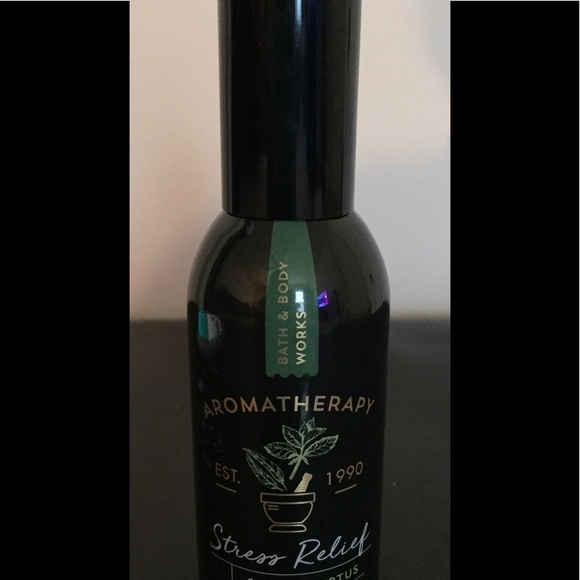 BATH & BODY
WORKS
AROMATHERAPY
EST. 1990
Stress Relief